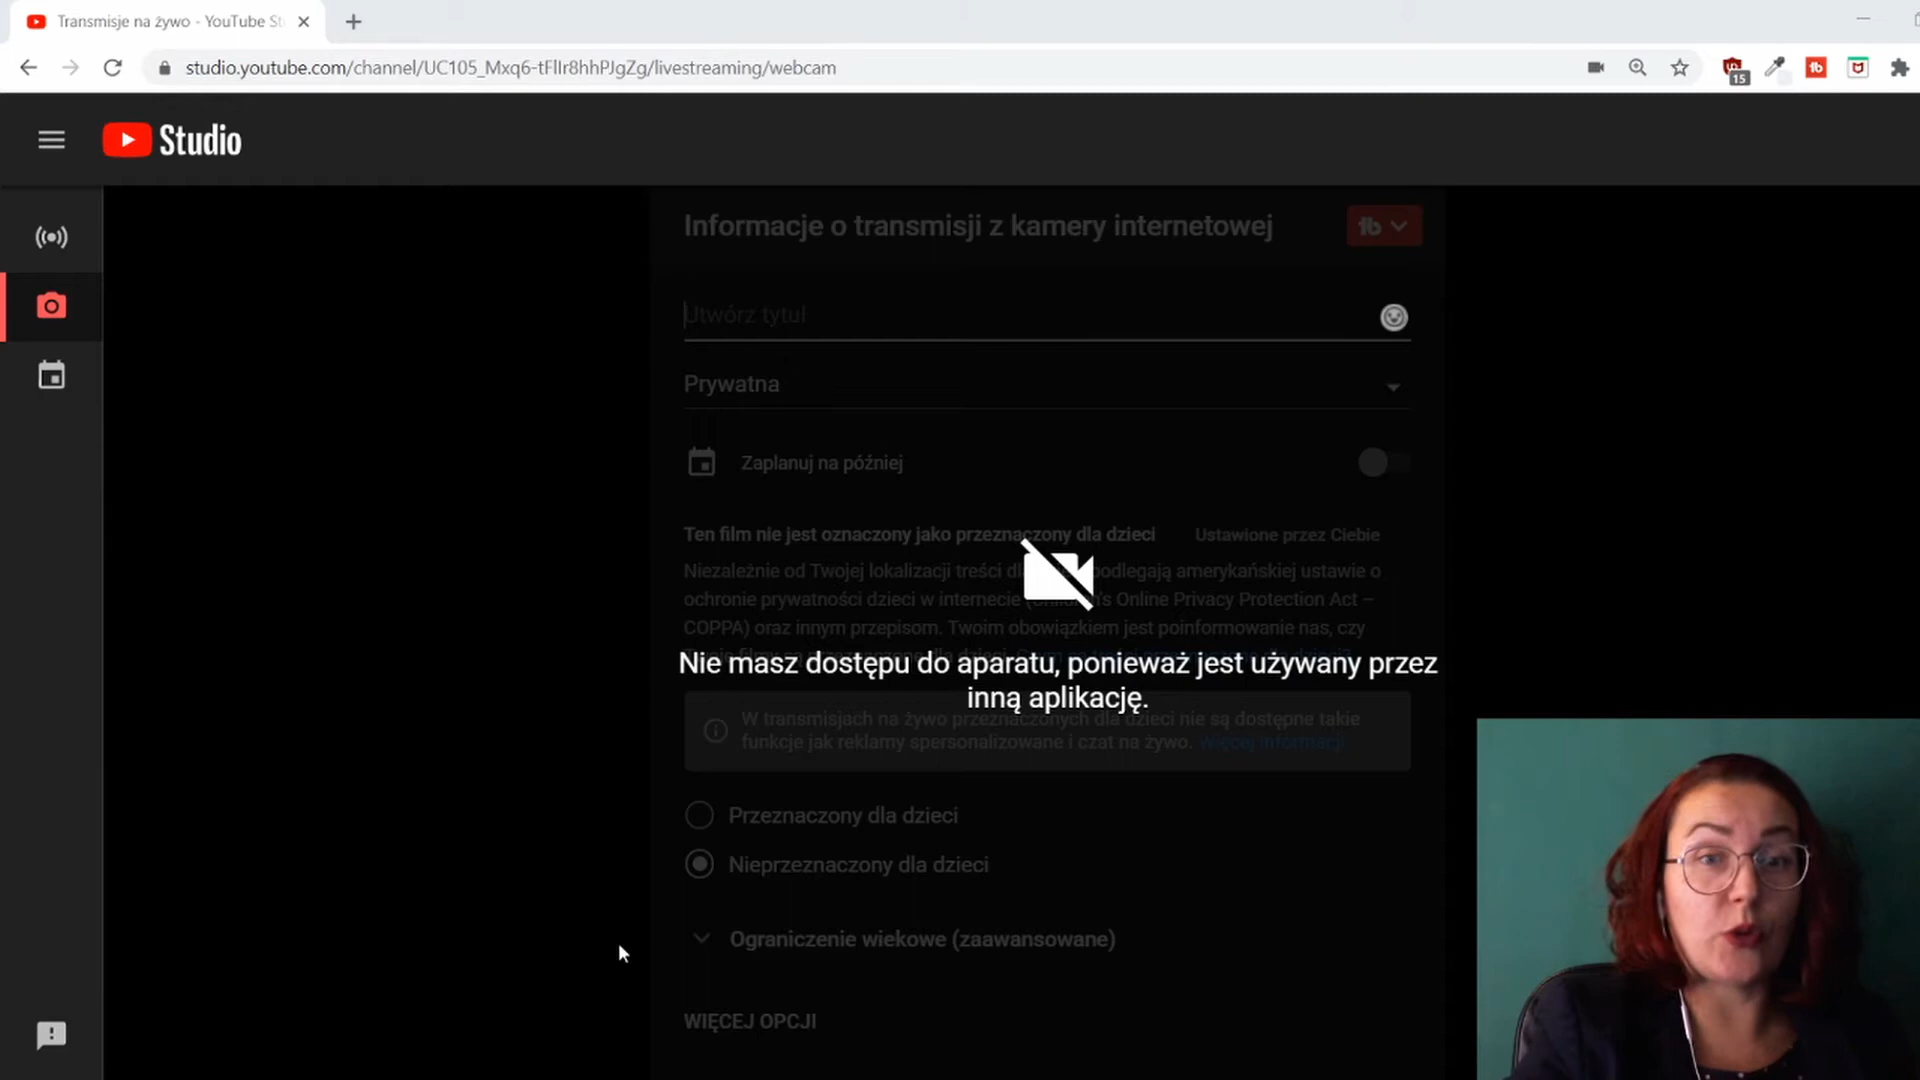 Transmisje na żywo - YouTube St
studio.youtube.com/channel/UC105_Mxq6-tFlIr8hhPJgZg/livestreaming/webcam
15
Studio
Informacje o transmisji z kamery internetowej
Utwórz tytuł
Prywatna
Zaplanuj na później
Ten film nie jest oznaczony jako przeznaczony dla dzieci
Ustawione przez Ciebie
Niezależnie od Twojej lokalizacji treści podlegają amerykańskiej ustawie o
ochronie prywatności dzieci w internecie (Children's Online Privacy Protection Act –
COPPA) oraz innym przepisom. Twoim obowiązkiem jest poinformowanie nas, czy
Nie masz dostępu do aparatu, ponieważ jest używany przez
inną aplikację.
W transmisjach na żywo przeznaczonych dla dzieci nie są dostępne takie
funkcje jak reklamy spersonalizowane i czat na żywo. Więcej informacji
Przeznaczony dla dzieci
Nieprzeznaczony dla dzieci
Ograniczenie wiekowe (zaawansowane)
WIĘCEJ OPCJI